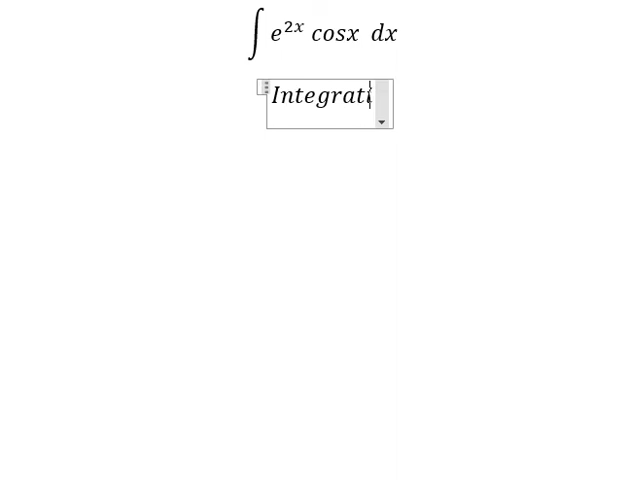 ∫ e^{2x} cosx dx
Integrati